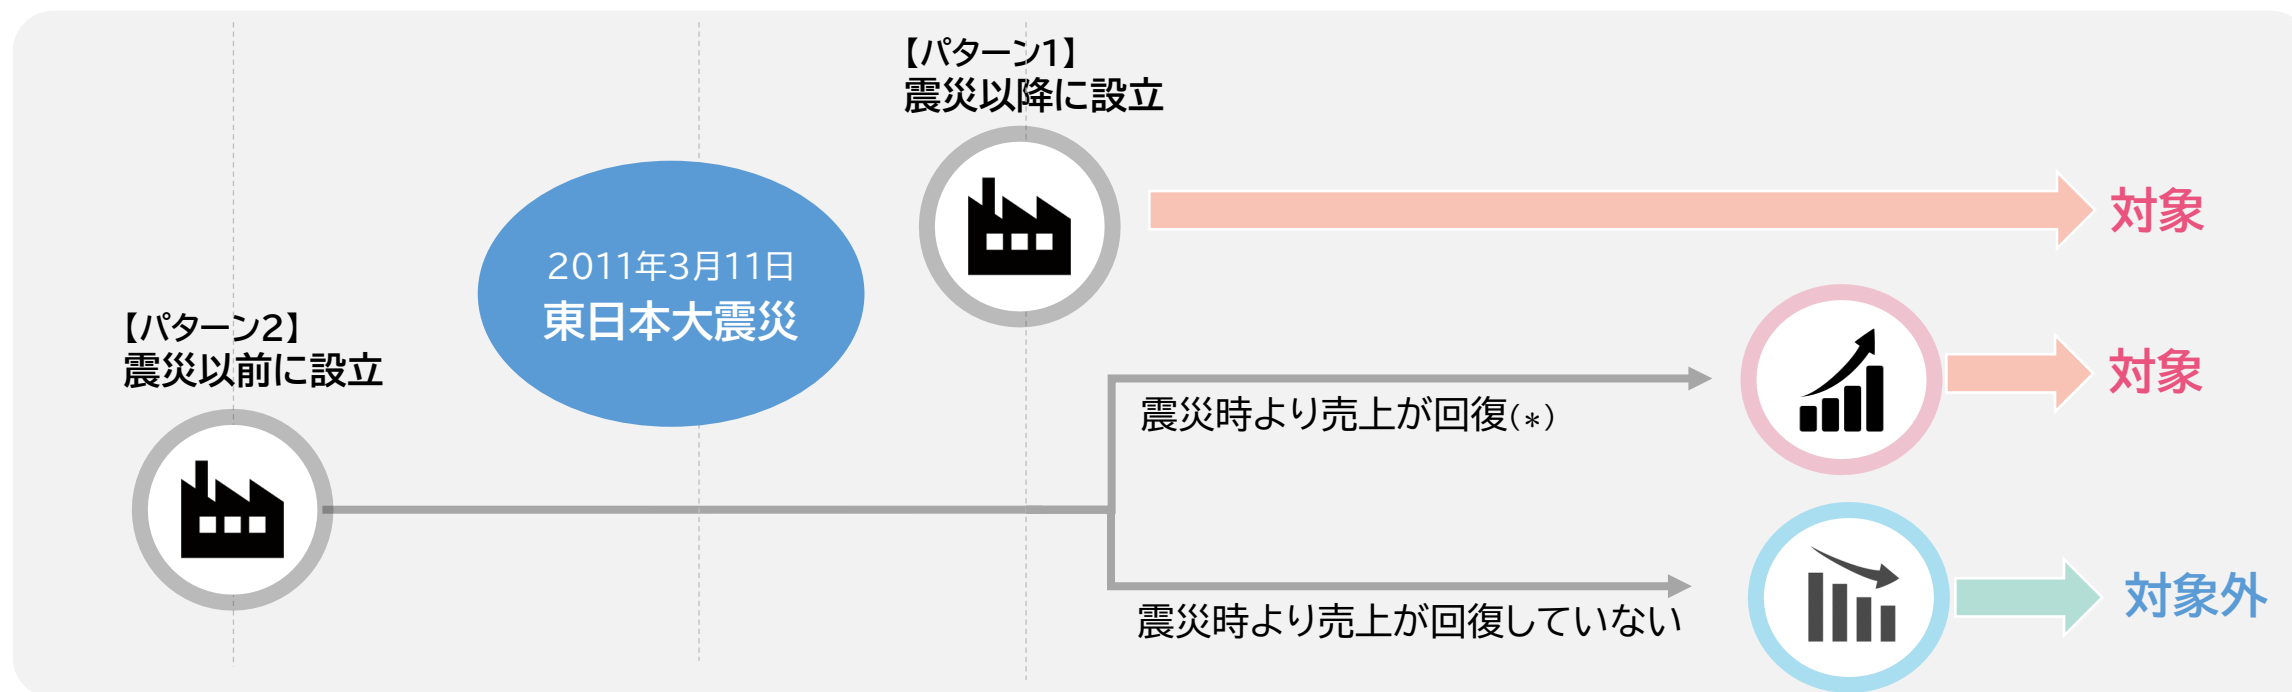 【パターン1】
震災以降に設立
対象
2011年3月11日
東日本大震災
【パターン2】
震災以前に設立
震災時より売上が回復(*)
対象
震災時より売上が回復していない
対象外